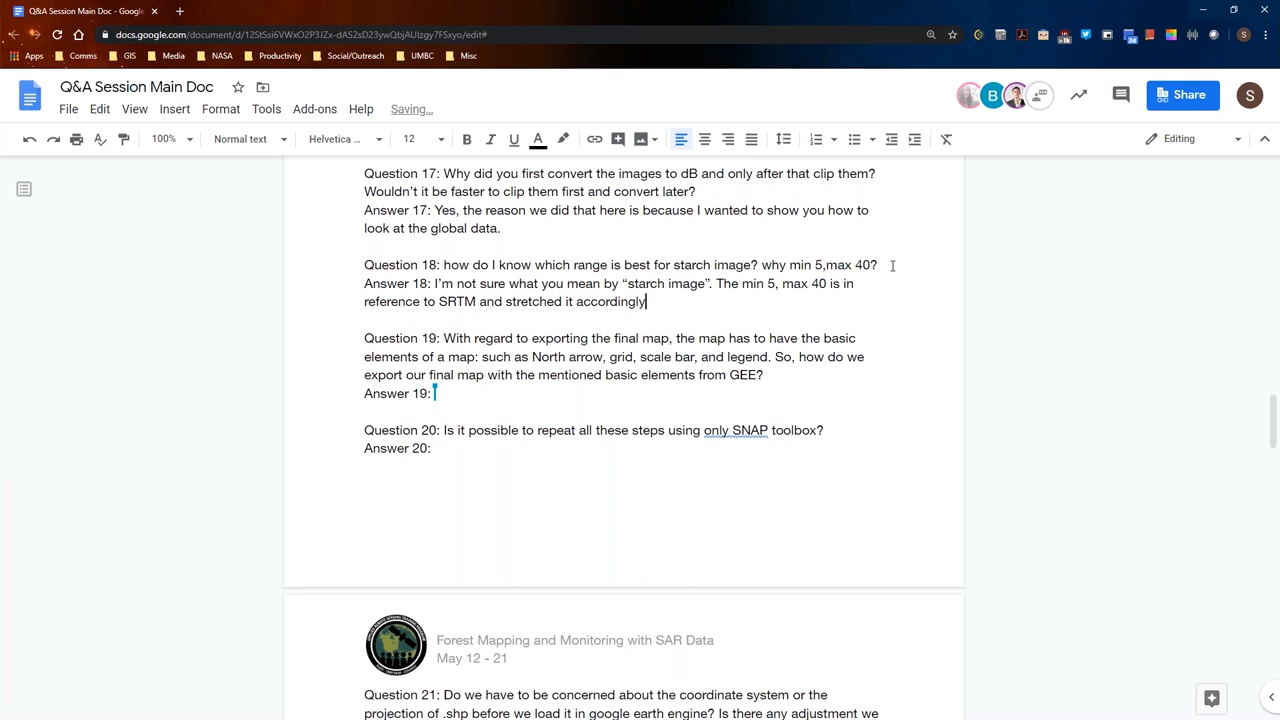 Q&A Session Main Doc - Google
docs.google.com/document/d/12StSsi6VWxO2P3JZx-dAS2sD23ywQbjAUIzgy7FSxyo/edit#
Apps Comms GIS Media NASA Productivity Social/Outreach UMBC Misc
Q&A Session Main Doc
File Edit View Insert Format Tools Add-ons Help Saving...
B Share S
100% Normal text Helvetica ... 12 B I U A Editing
Question 17: Why did you first convert the images to dB and only after that clip them?
Wouldn't it be faster to clip them first and convert later?
Answer 17: Yes, the reason we did that here is because I wanted to show you how to
look at the global data.
Question 18: how do I know which range is best for starch image? why min 5,max 40?
Answer 18: I'm not sure what you mean by “starch image”. The min 5, max 40 is in
reference to SRTM and stretched it accordingly
Question 19: With regard to exporting the final map, the map has to have the basic
elements of a map: such as North arrow, grid, scale bar, and legend. So, how do we
export our final map with the mentioned basic elements from GEE?
Answer 19:
Question 20: Is it possible to repeat all these steps using only SNAP toolbox?
Answer 20:
Forest Mapping and Monitoring with SAR Data
May 12 - 21
Question 21: Do we have to be concerned about the coordinate system or the
projection of .shp before we load it in google earth engine? Is there any adjustment we